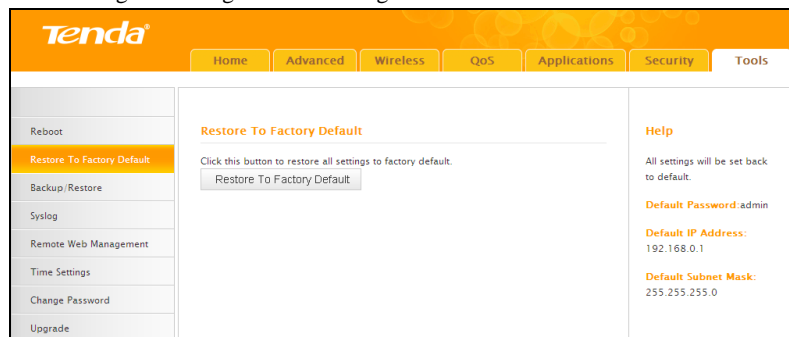 Tenda®
Home Advanced Wireless QoS Applications Security Tools
Reboot
Restore To Factory Default
Backup/Restore
Syslog
Remote Web Management
Time Settings
Change Password
Upgrade
Restore To Factory Default
Click this button to restore all settings to factory default.
Restore To Factory Default
Help
All settings will be set back
to default.
Default Password:admin
Default IP Address:
192.168.0.1
Default Subnet Mask:
255.255.255.0